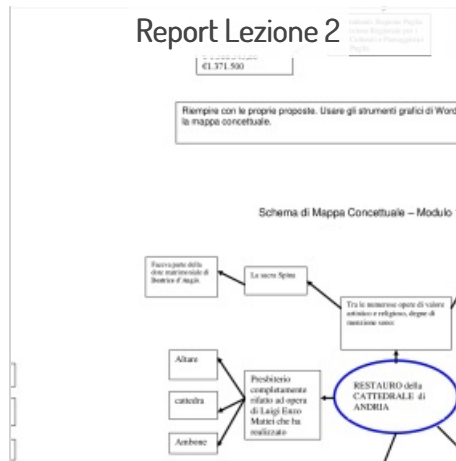 Report Lezione 2
€1.371.500
Riempire con le proprie proposte. Usare gli strumenti grafici di Word
la mappa concettuale.
Schema di Mappa Concettuale – Modulo
Faceva parte della
dote matrimoniale di
Beatrice d'Angiò.
La sacra Spina
Tra le numerose opere di valore
artistico e religioso, degne di
menzione sono:
Altare
cattedra
Ambone
Presbiterio
completamente
rifatto ad opera
di Luigi Enzo
Mattei che ha
realizzato
RESTAURO della
CATTEDRALE di
ANDRIA